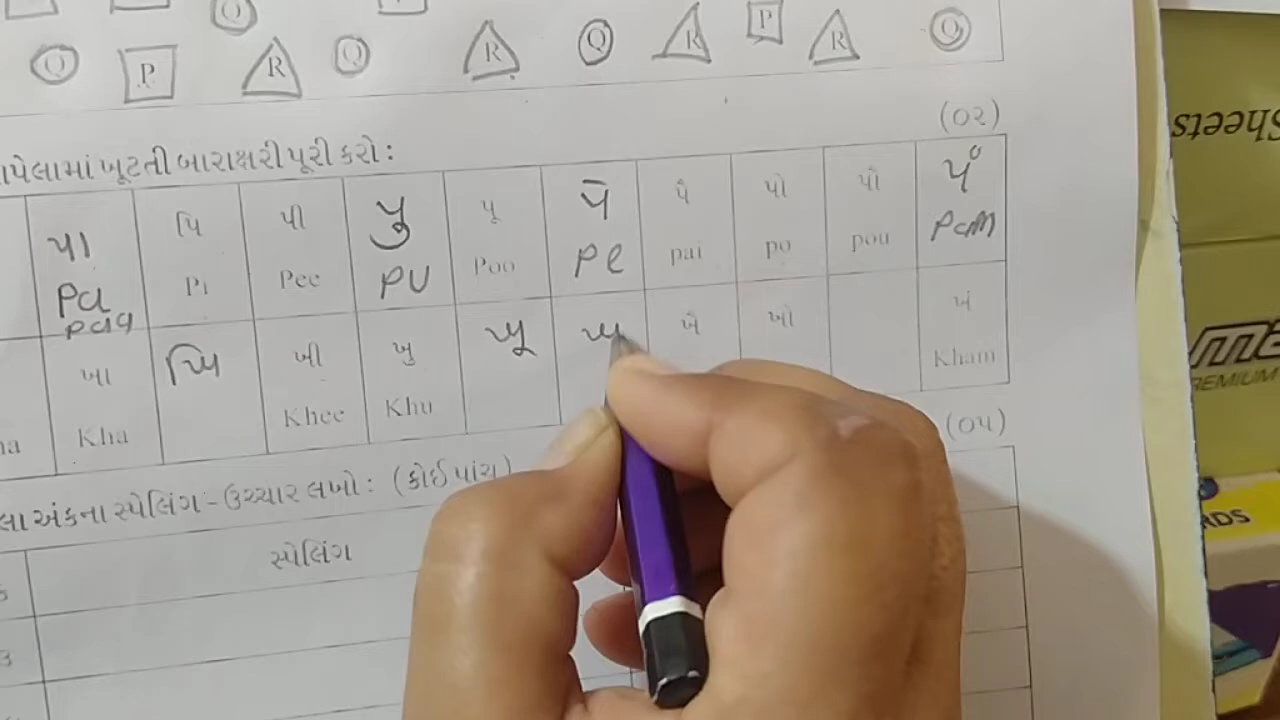 Q P R Q R Q R P R Q
(૦૨)
પેલામાં ખૂટતી બારાક્ષરી પૂરી કરો:
પા પિ પી પુ પૂ પે પૈ પો પૌ પં
Pa Pi Pee PU Poo Pe pai po pou Pam
ખા ખિ ખી ખુ ખૂ ખ ખૈ ખો ખં
Kha Khee Khu Kham
(૦૫)
લા અંકના સ્પેલિંગ - ઉચ્ચાર લખો: (કોઈ પાંચ)
સ્પેલિંગ
૩
Sheets